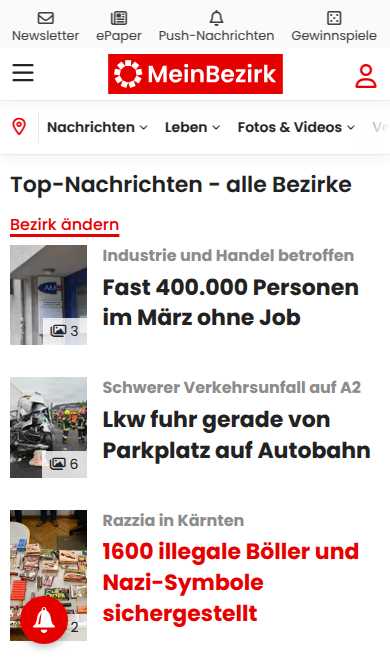 Newsletter
ePaper
Push-Nachrichten
Gewinnspiele
MeinBezirk
Nachrichten
Leben
Fotos & Videos
Top-Nachrichten - alle Bezirke
Bezirk ändern
Industrie und Handel betroffen
Fast 400.000 Personen
im März ohne Job
3
Schwerer Verkehrsunfall auf A2
Lkw fuhr gerade von
Parkplatz auf Autobahn
6
Razzia in Kärnten
1600 illegale Böller und
Nazi-Symbole
sichergestellt
2